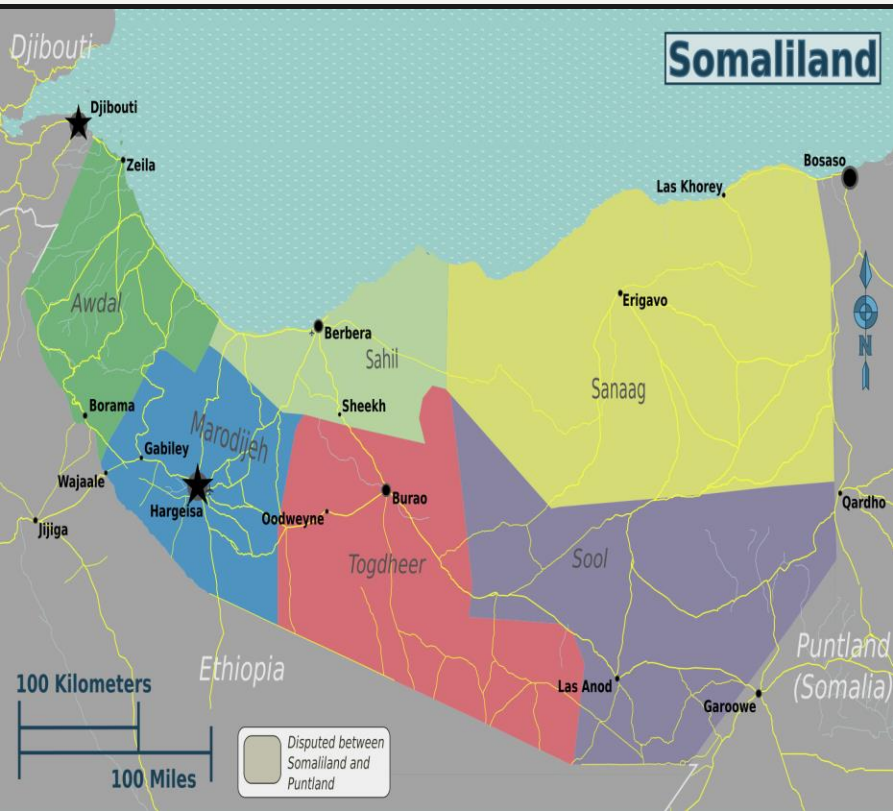 Djibouti
Somaliland
Djibouti
Zeila
Bosaso
Las Khorey
Awdal
Erigavo
Berbera
Sahil
N
Sanaag
Borama
Sheekh
Marodijeh
Gabiley
Wajaale
Hargeisa
Burao
Qardho
Oodweyne
Jijiga
Togdheer
Sool
Ethiopia
Puntland
(Somalia)
Las Anod
Garoowe
100 Kilometers
100 Miles
Disputed between
Somaliland and
Puntland